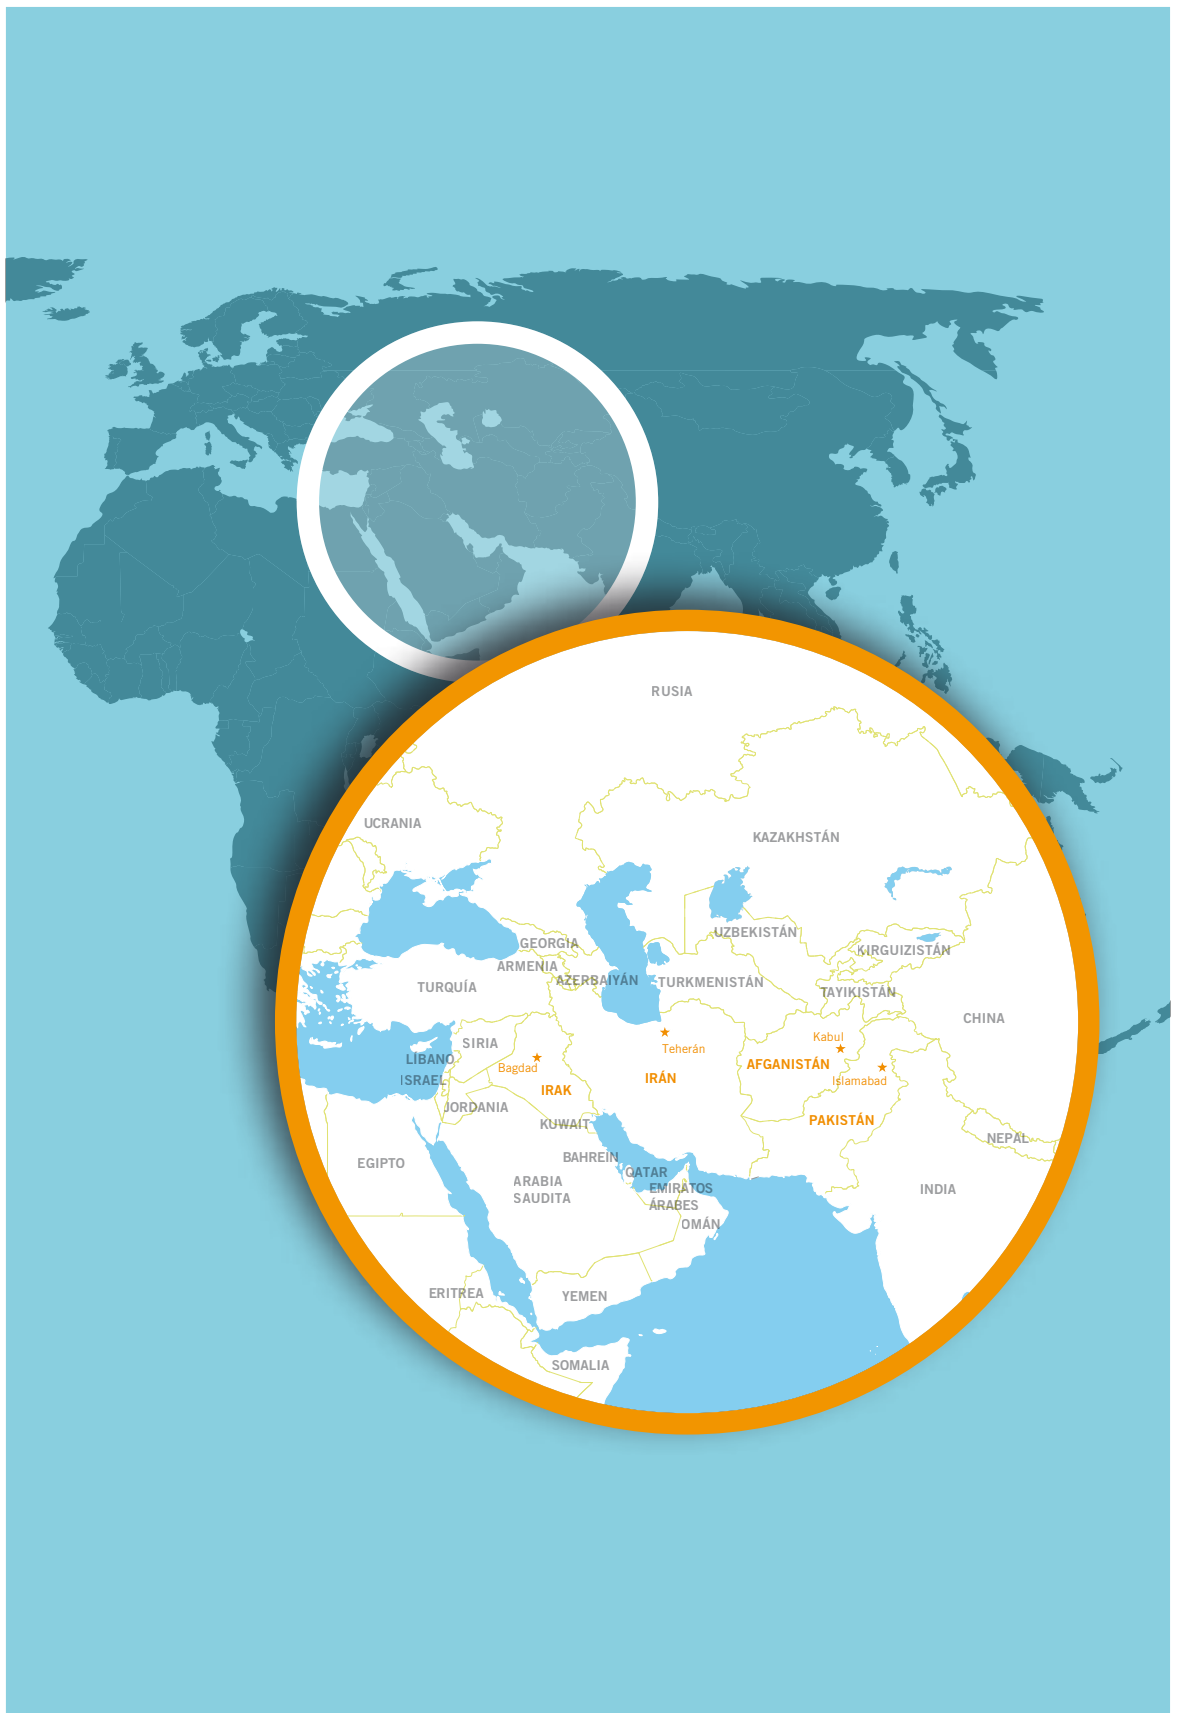 RUSIA
UCRANIA
KAZAKHSTÁN
UZBEKISTÁN
GEORGIA
KIRGUIZISTÁN
ARMENIA
AZERBAIYÁN
TURKMENISTÁN
TURQUÍA
TAYIKISTÁN
CHINA
Kabul
SIRIA
Teherán
LÍBANO
Bagdad
AFGANISTÁN
ISRAEL
IRÁN
Islamabad
IRAK
JORDANIA
PAKISTÁN
KUWAIT
NEPAL
BAHREÍN
EGIPTO
QATAR
ARABIA
SAUDITA
EMIRATOS
ÁRABES
INDIA
OMÁN
ERITREA
YEMEN
SOMALIA